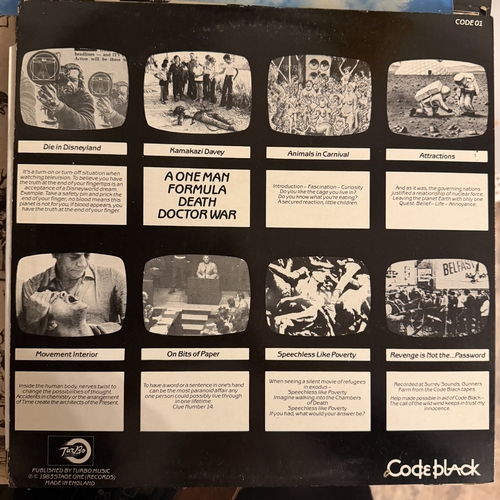 CODE 01
headlines — and
Action will be
Die in Disneyland
Kamakazi Davey
Animals in Carnival
Attractions
It's a turn-on or turn-off situation when
watching television. To believe you have
the truth at the end of your fingertips is an
acceptance of a Disneyworld dream.
Example. Take a safety pin and prick the
end of your finger, no blood means this
planet is not for you, if blood appears, you
have the truth at the end of your finger.
A ONE MAN
FORMULA
DEATH
DOCTOR WAR
Introduction – Fascination – Curiosity
Do you like the cage you live in?
Do you know what you're eating?
A secured reaction, little children.
And as it was, the governing nations
justified a relationship of nuclear force.
Leaving the planet Earth with only one
Quest. Belief – Life – Annoyance.
BELFAST
Movement Interior
On Bits of Paper
Speechless Like Poverty
Revenge is Not the...Password
Inside the human body, nerves twist to
change the possibilities of thought.
Accidents in chemistry or the arrangement
of Time create the architects of the Present.
To have a word or a sentence in one's hand
can be the most paranoid affair any
one person could possibly live through
in one lifetime.
Clue Number 14.
When seeing a silent movie of refugees
in exodus –
Speechless like Poverty
Imagine walking into the Chambers
of Death
Speechless like Poverty
If you had, what would your answer be?
Recorded at Surrey Sounds, Gunners
Farm from the Code Black tapes.
Help made possible in aid of Code Black –
The call of the wild wind keeps in trust my
innocence.
Turbo
PUBLISHED BY TURBO MUSIC
℗ © 1983 STAGE ONE (RECORDS)
MADE IN ENGLAND
Code black